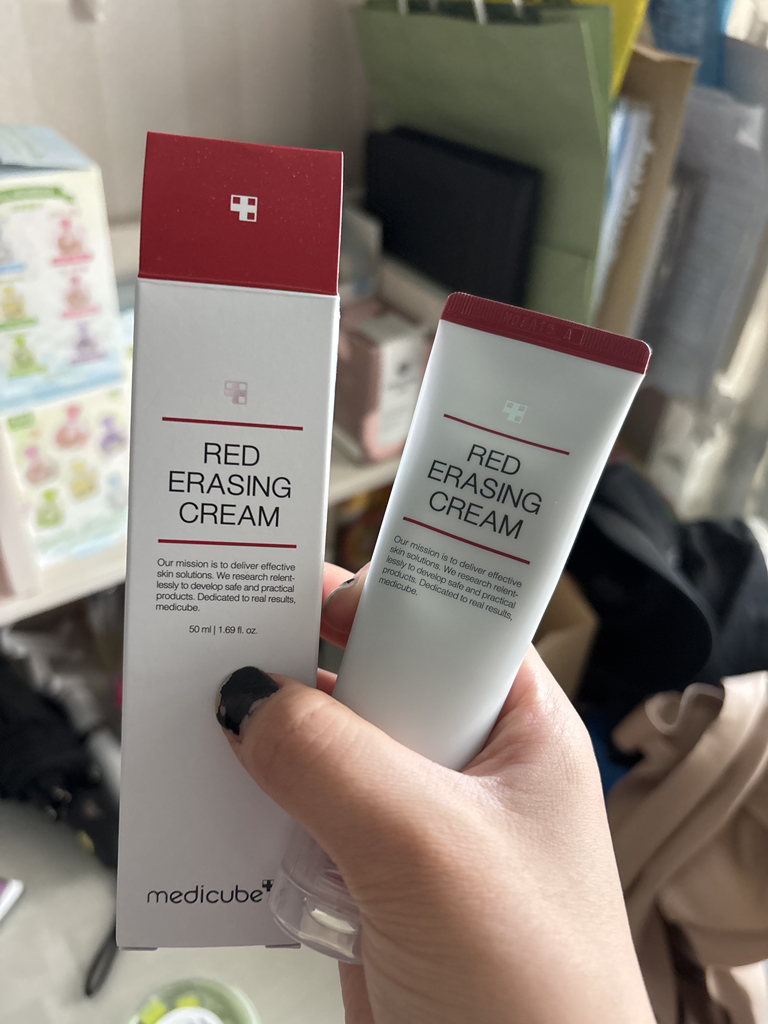 RED
ERASING
CREAM
Our mission is to deliver effective
skin solutions. We research relent-
lessly to develop safe and practical
products. Dedicated to real results,
medicube.
50 ml | 1.69 fl. oz.
medicube
RED
ERASING
CREAM
Our mission is to deliver effective
skin solutions. We research relent-
lessly to develop safe and practical
products. Dedicated to real results,
medicube.